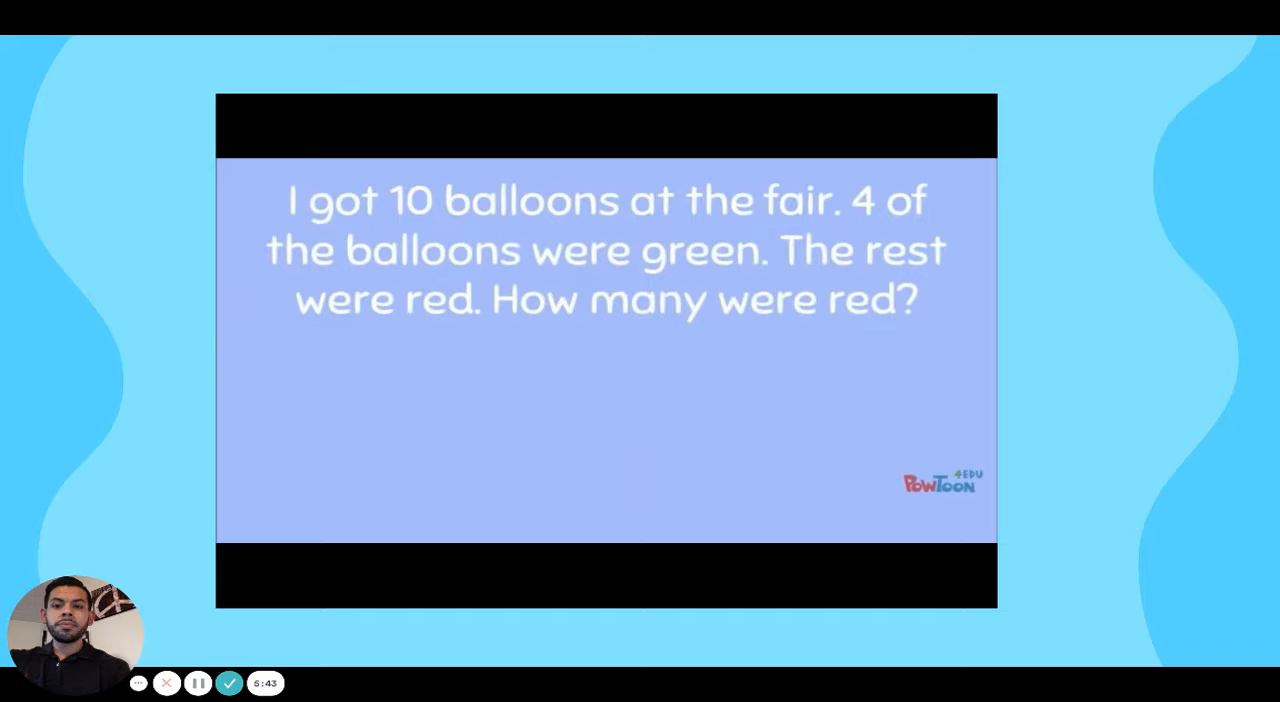 I got 10 balloons at the fair. 4 of
the balloons were green. The rest
were red. How many were red?
4EDU
POWTOON
5:43